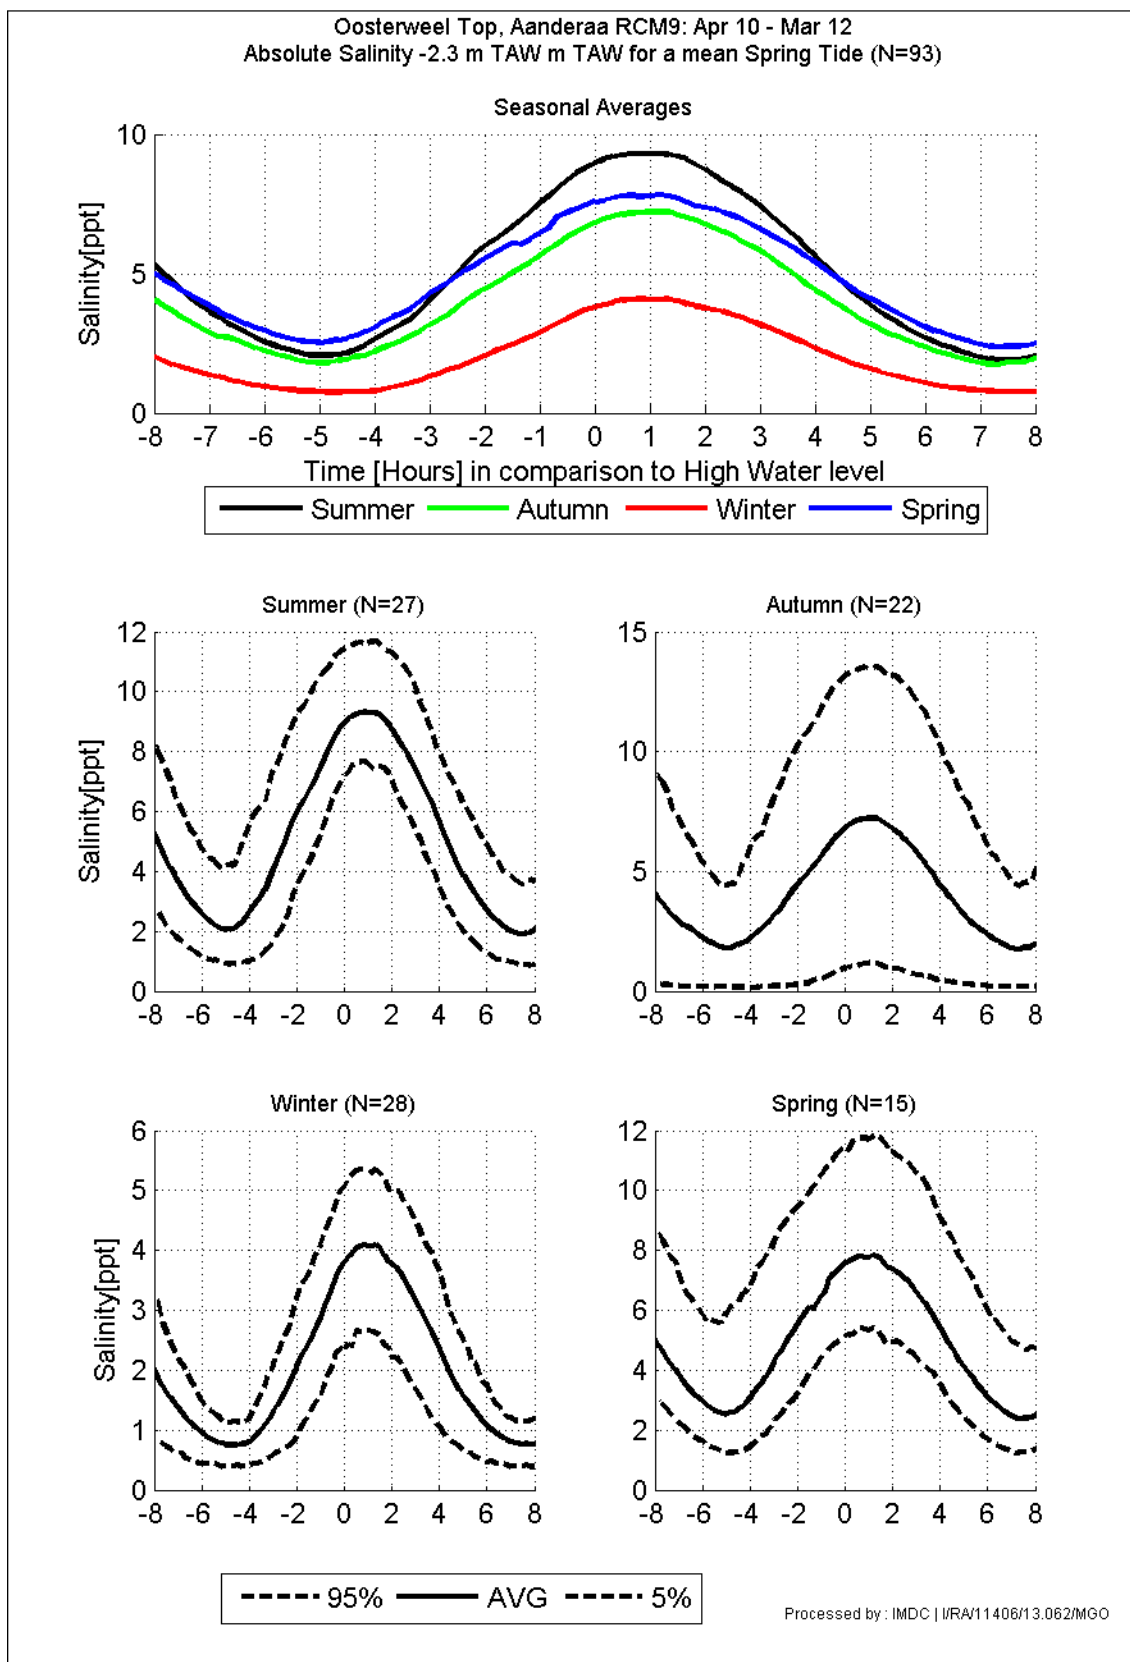 Oosterweel Top, Aanderaa RCM9: Apr 10 - Mar 12
Absolute Salinity -2.3 m TAW m TAW for a mean Spring Tide (N=93)
Seasonal Averages
Salinity[ppt]
10
5
0
-8 -7 -6 -5 -4 -3 -2 -1 0 1 2 3 4 5 6 7 8
Time [Hours] in comparison to High Water level
Summer Autumn Winter Spring
Summer (N=27)
Salinity[ppt]
12
10
8
6
4
2
0
-8 -6 -4 -2 0 2 4 6 8
Autumn (N=22)
15
10
5
0
-8 -6 -4 -2 0 2 4 6 8
Winter (N=28)
Salinity[ppt]
6
5
4
3
2
1
0
-8 -6 -4 -2 0 2 4 6 8
Spring (N=15)
12
10
8
6
4
2
0
-8 -6 -4 -2 0 2 4 6 8
95% AVG 5%
Processed by : IMDC | I/RA/11406/13.062/MGO